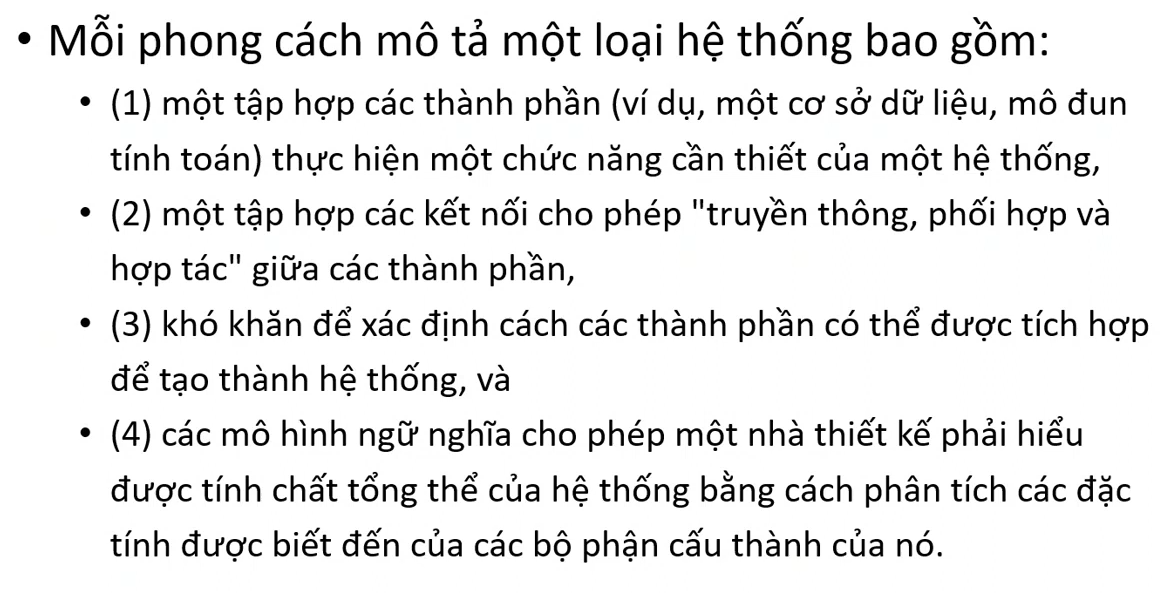 • Mỗi phong cách mô tả một loại hệ thống bao gồm:
• (1) một tập hợp các thành phần (ví dụ, một cơ sở dữ liệu, mô đun
tính toán) thực hiện một chức năng cần thiết của một hệ thống,
• (2) một tập hợp các kết nối cho phép "truyền thông, phối hợp và
hợp tác" giữa các thành phần,
• (3) khó khăn để xác định cách các thành phần có thể được tích hợp
để tạo thành hệ thống, và
• (4) các mô hình ngữ nghĩa cho phép một nhà thiết kế phải hiểu
được tính chất tổng thể của hệ thống bằng cách phân tích các đặc
tính được biết đến của các bộ phận cấu thành của nó.